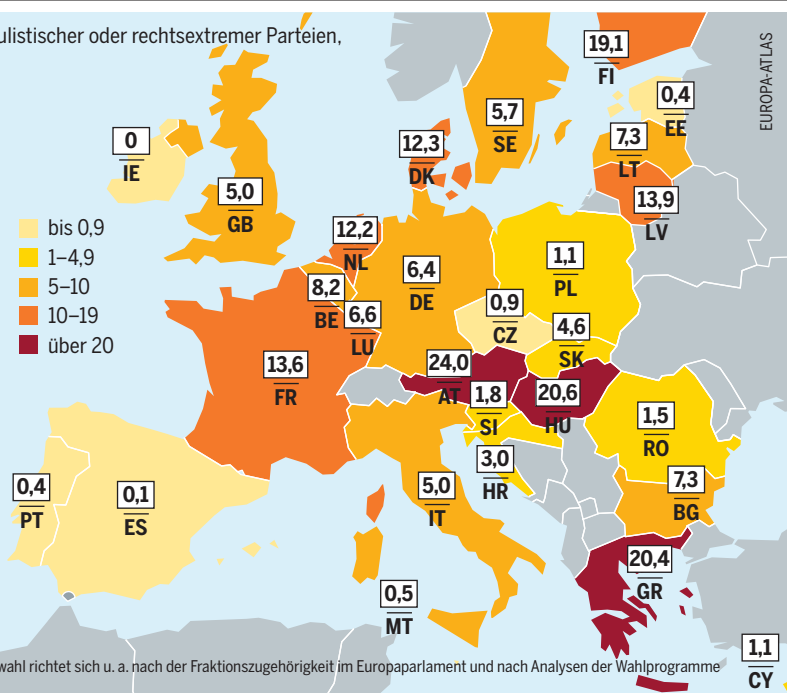 ulistischer oder rechtsextremer Parteien,
EUROPA-ATLAS
19,1
FI
0,4
EE
5,7
SE
7,3
LT
0
IE
12,3
DK
5,0
GB
13,9
LV
12,2
NL
bis 0,9
1–4,9
5–10
10–19
über 20
6,4
DE
1,1
PL
8,2
BE
6,6
LU
0,9
CZ
4,6
SK
13,6
FR
24,0
AT
1,8
SI
20,6
HU
1,5
RO
3,0
HR
0,4
PT
0,1
ES
5,0
IT
7,3
BG
20,4
GR
0,5
MT
1,1
CY
wahl richtet sich u. a. nach der Fraktionszugehörigkeit im Europaparlament und nach Analysen der Wahlprogramme